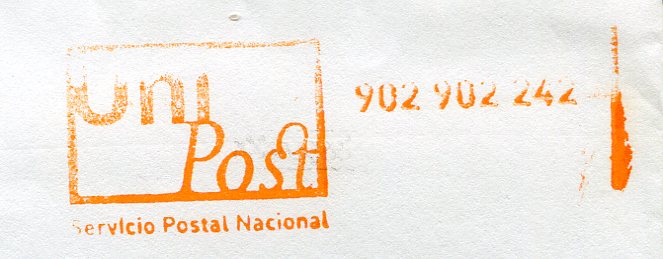 Uni
Post
Servicio Postal Nacional
902 902 242